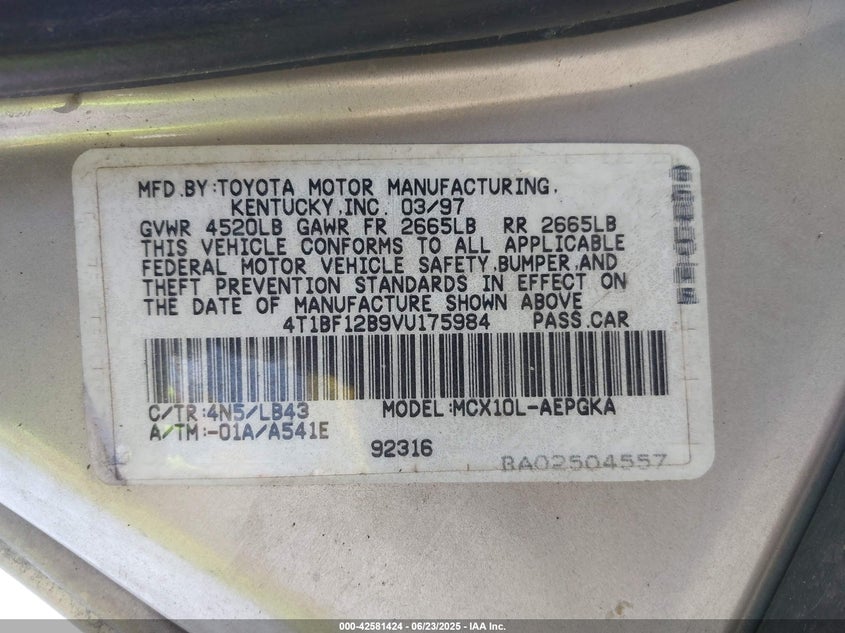 MFD.BY:TOYOTA MOTOR MANUFACTURING,
KENTUCKY,INC. 03/97
GVWR 4520LB GAWR FR 2665LB RR 2665LB
THIS VEHICLE CONFORMS TO ALL APPLICABLE
FEDERAL MOTOR VEHICLE SAFETY,BUMPER,AND
THEFT PREVENTION STANDARDS IN EFFECT ON
THE DATE OF MANUFACTURE SHOWN ABOVE
4T1BF12B9VU175984 PASS.CAR
C/TR:4N5/LB43 MODEL:MCX10L-AEPGKA
A/TM:-01A/A541E
92316
RA02504557
000-42581424 | 06/23/2025 - IAA Inc.